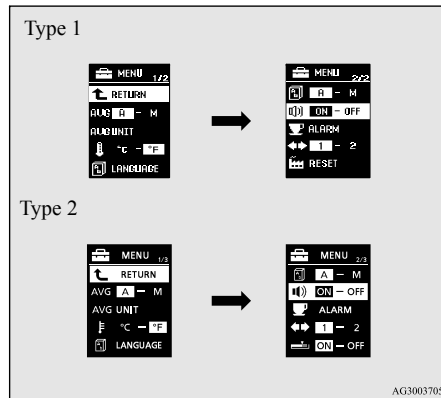 Type 1
MENU 1/2
RETURN
AVG A - M
AVG UNIT
°C - °F
LANGUAGE
MENU 2/2
A - M
ON - OFF
ALARM
1 - 2
RESET
Type 2
MENU 1/3
RETURN
AVG A - M
AVG UNIT
°C - °F
LANGUAGE
MENU 2/3
A - M
ON - OFF
ALARM
1 - 2
ON - OFF
AG3003705